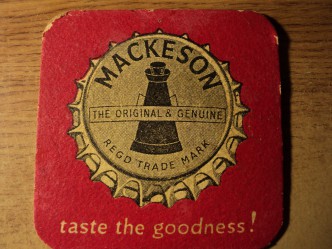 MACKESON
THE ORIGINAL & GENUINE
REGD TRADE MARK
taste the goodness!